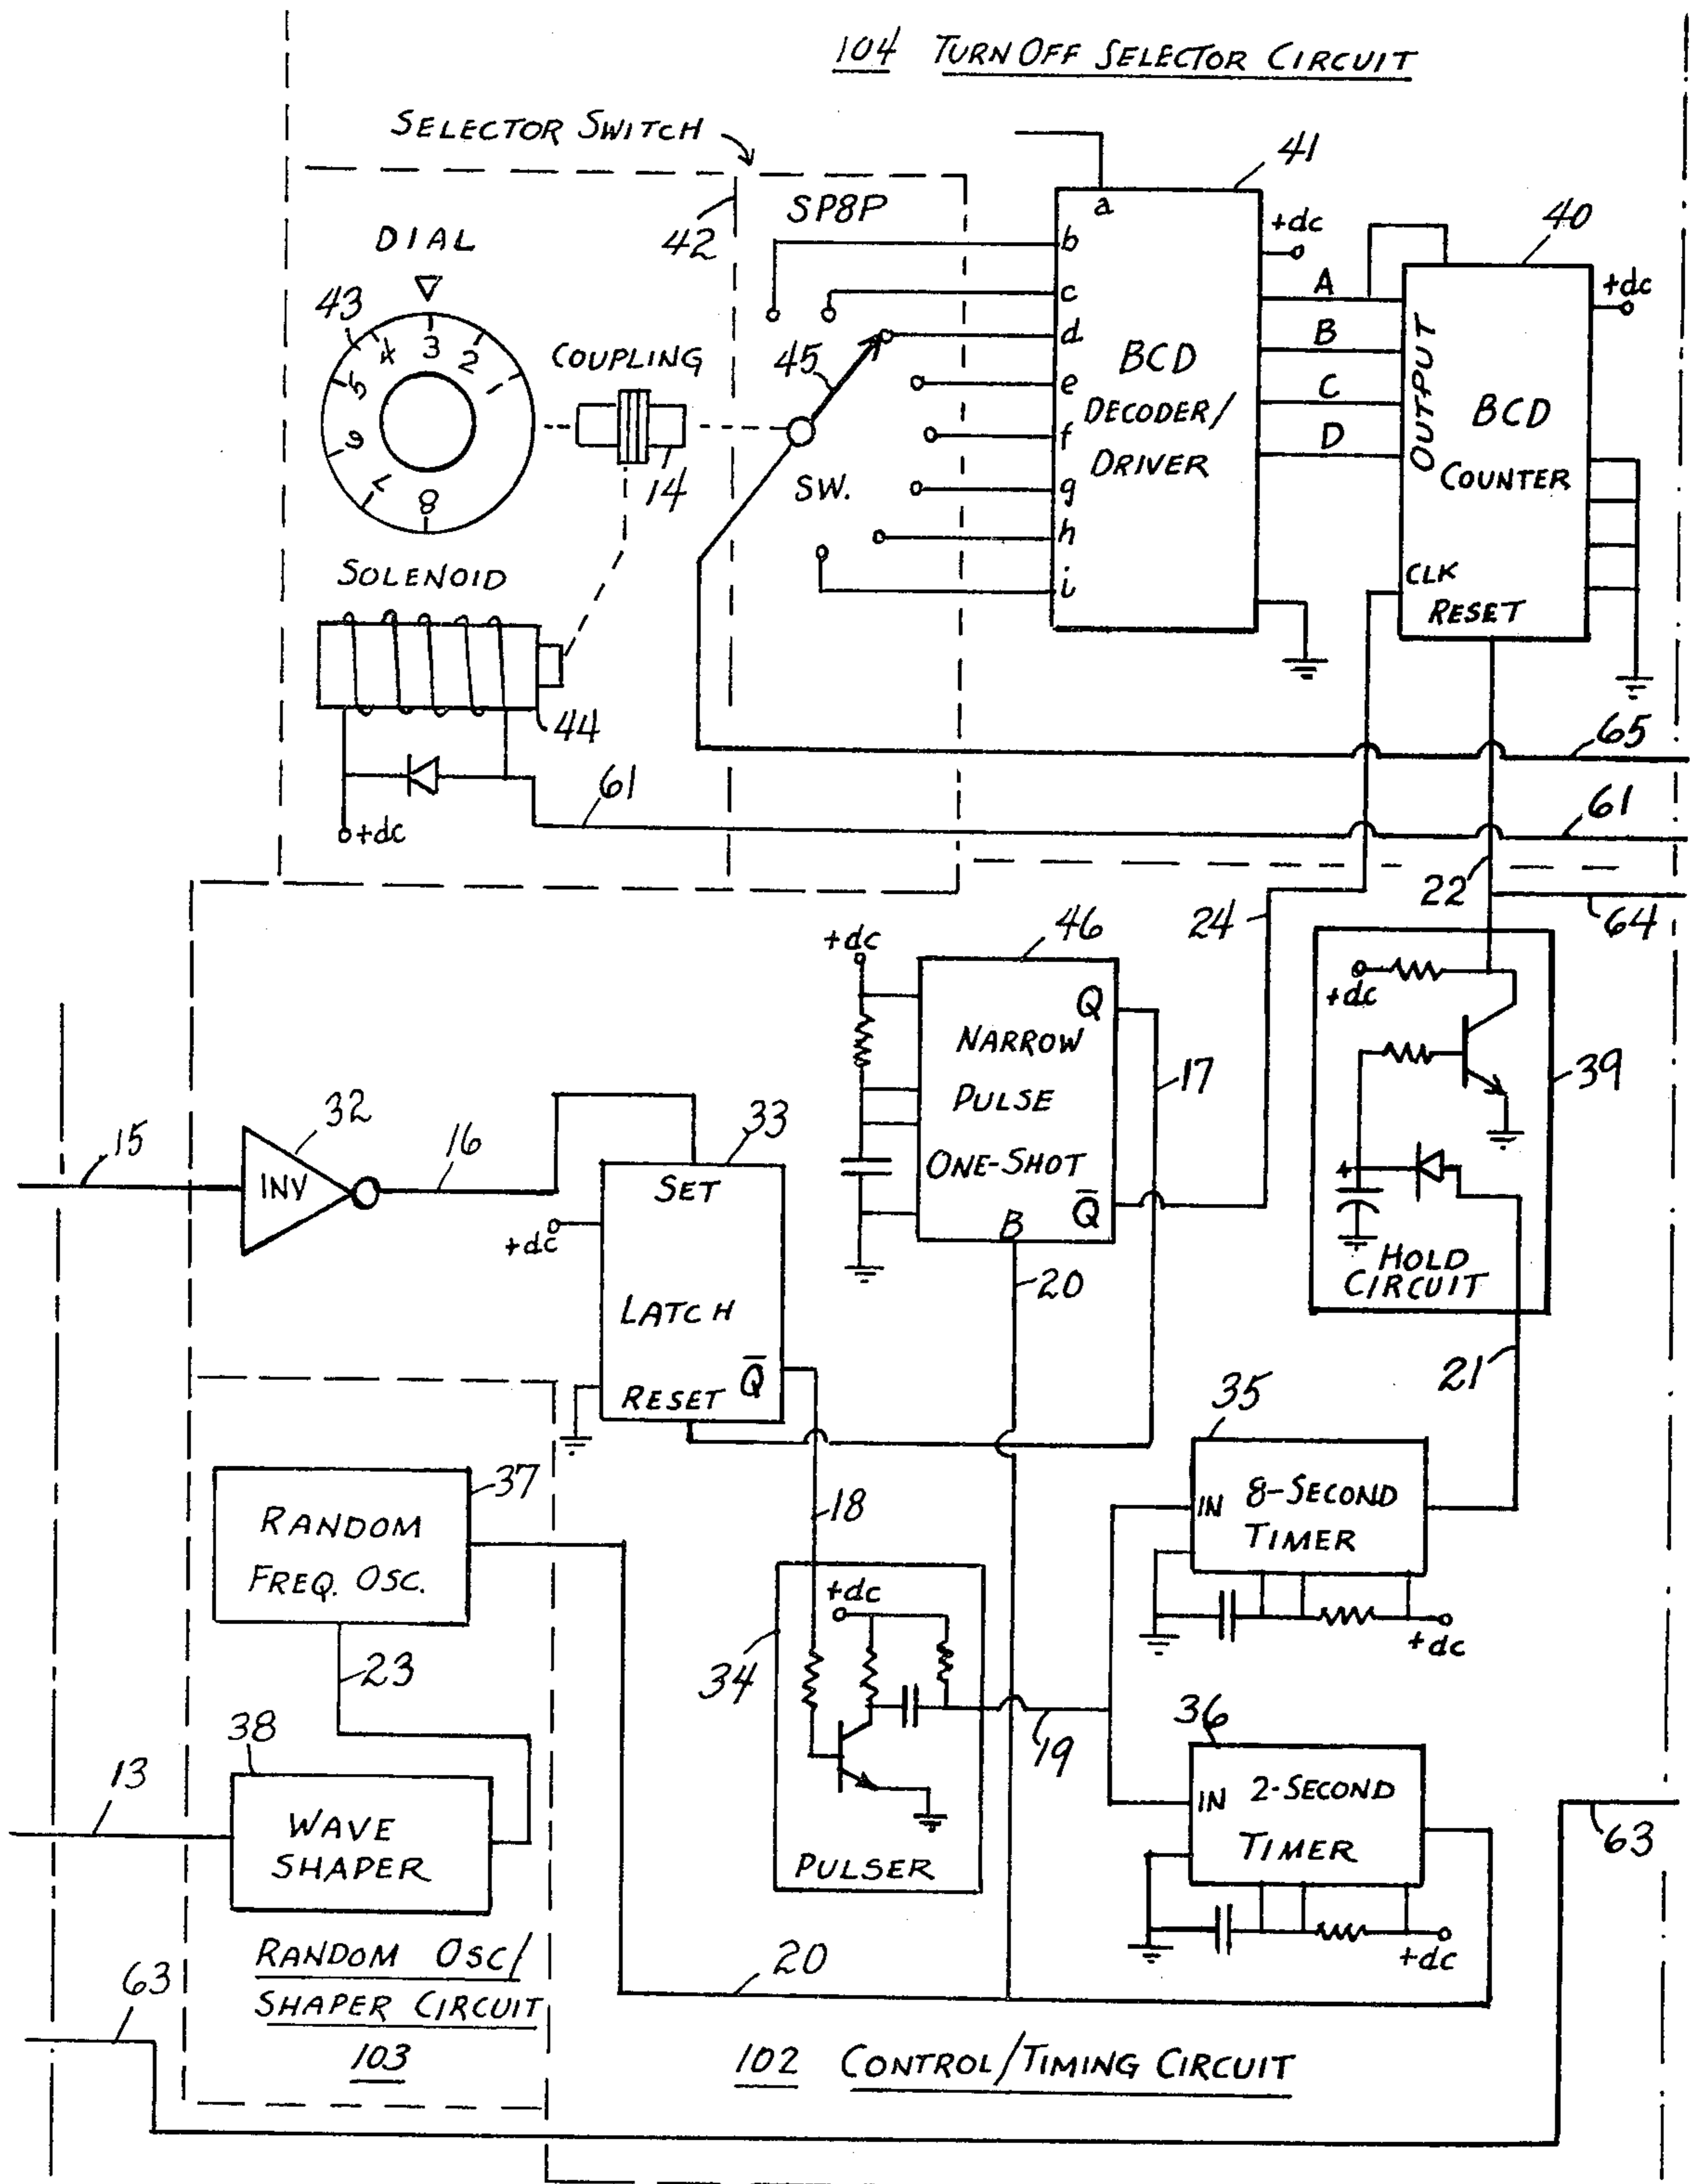 104 TURN OFF SELECTOR CIRCUIT
SELECTOR SWITCH
41
42
SP8P
a
+dc
40
DIAL
b
43
c
A
+dc
4 3 2 1
5
6
7
8
COUPLING
45
d
B
BCD
DECODER/
DRIVER
e
C
OUTPUT
BCD
COUNTER
f
D
14
SW.
g
h
SOLENOID
i
CLK
RESET
44
65
61
61
+dc
22
24
64
+dc
46
Q
+dc
NARROW
PULSE
ONE-SHOT
17
39
32
33
15
INV
16
SET
Q
B
+
+dc
20
HOLD
CIRCUIT
LATCH
Q
RESET
21
35
37
RANDOM
FREQ. OSC.
18
IN 8-SECOND
TIMER
+dc
+dc
34
23
38
19
36
13
WAVE
SHAPER
IN 2-SECOND
TIMER
63
PULSER
+dc
RANDOM OSC/
SHAPER CIRCUIT
103
20
63
102 CONTROL/TIMING CIRCUIT